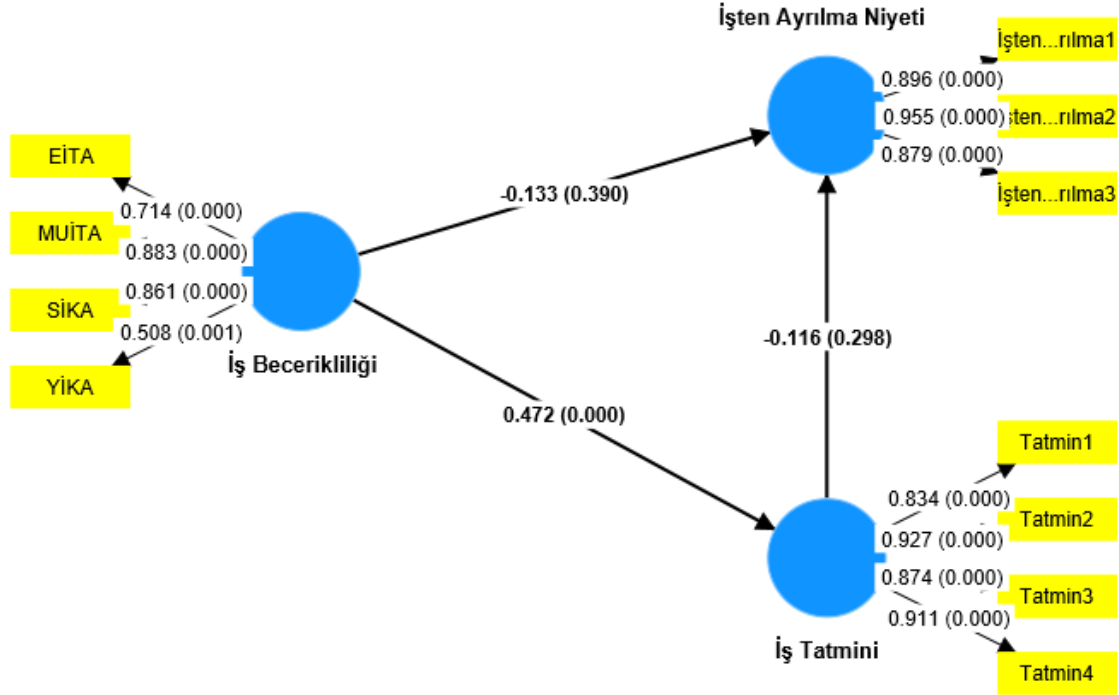 İşten Ayrılma Niyeti
İşten...rılma1
0.896 (0.000)
0.955 (0.000)
İşten...rılma2
0.879 (0.000)
İşten...rılma3
EİTA
0.714 (0.000)
MUİTA
0.883 (0.000)
0.861 (0.000)
SİKA
0.508 (0.001)
YİKA
İş Becerikliliği
-0.133 (0.390)
-0.116 (0.298)
0.472 (0.000)
Tatmin1
0.834 (0.000)
Tatmin2
0.927 (0.000)
0.874 (0.000)
Tatmin3
0.911 (0.000)
İş Tatmini
Tatmin4